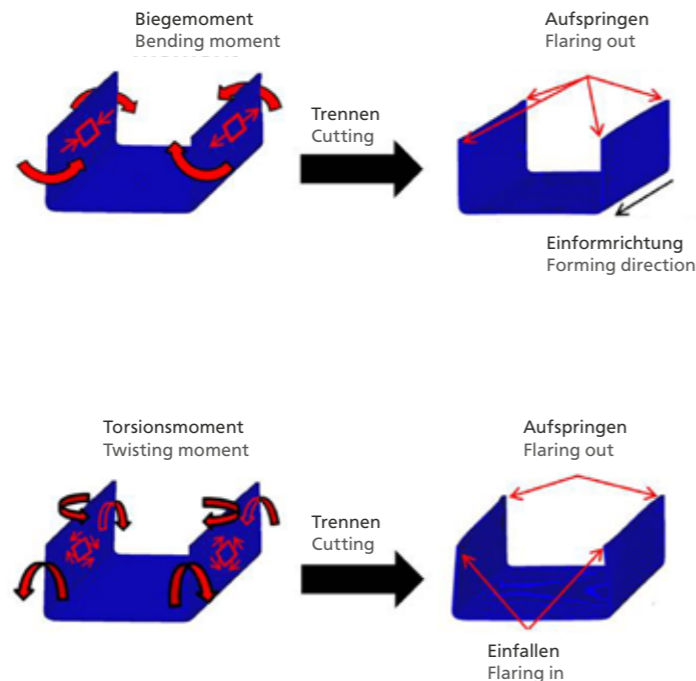 Biegemoment
Bending moment
Aufspringen
Flaring out
Trennen
Cutting
Einformrichtung
Forming direction
Torsionsmoment
Twisting moment
Aufspringen
Flaring out
Trennen
Cutting
Einfallen
Flaring in